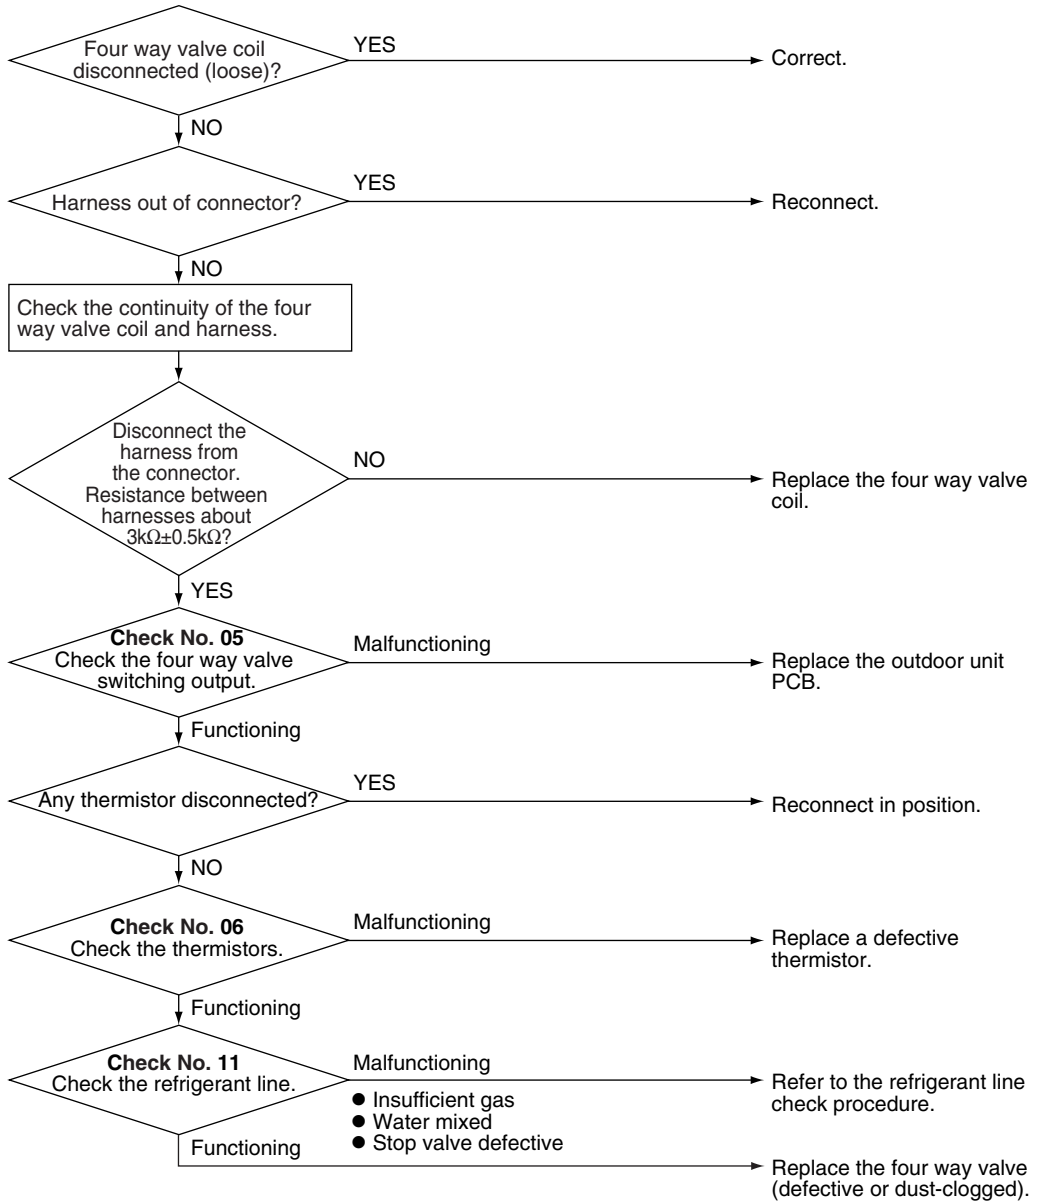 Four way valve coil
disconnected (loose)?
YES
Correct.
NO
Harness out of connector?
YES
Reconnect.
NO
Check the continuity of the four
way valve coil and harness.
Disconnect the
harness from
the connector.
Resistance between
harnesses about
3kΩ±0.5kΩ?
NO
Replace the four way valve
coil.
YES
Check No. 05
Check the four way valve
switching output.
Malfunctioning
Replace the outdoor unit
PCB.
Functioning
Any thermistor disconnected?
YES
Reconnect in position.
NO
Check No. 06
Check the thermistors.
Malfunctioning
Replace a defective
thermistor.
Functioning
Check No. 11
Check the refrigerant line.
Malfunctioning
● Insufficient gas
● Water mixed
● Stop valve defective
Refer to the refrigerant line
check procedure.
Functioning
Replace the four way valve
(defective or dust-clogged).